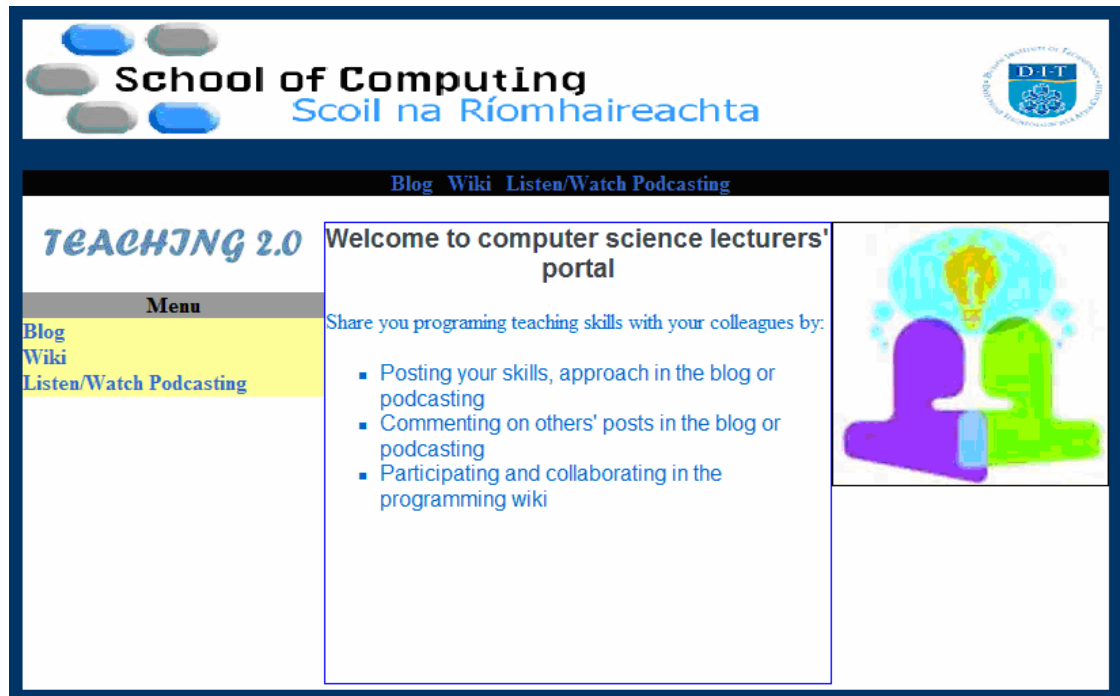 School of Computing
Scoil na Ríomhaireachta
D·I·T
Blog Wiki Listen/Watch Podcasting
TEACHING 2.0
Menu
Blog
Wiki
Listen/Watch Podcasting
Welcome to computer science lecturers'
portal
Share you programing teaching skills with your colleagues by:
Posting your skills, approach in the blog or
podcasting
Commenting on others' posts in the blog or
podcasting
Participating and collaborating in the
programming wiki